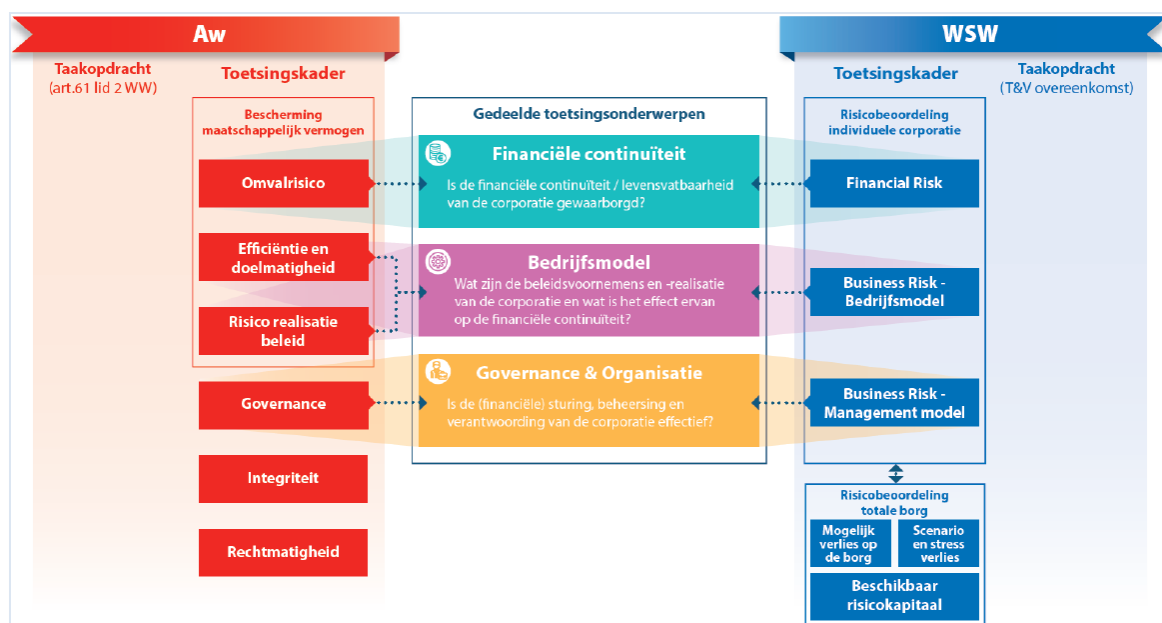 Aw
Taakopdracht
(art.61 lid 2 WW)
Toetsingskader
Bescherming
maatschappelijk vermogen
Omvalrisico
Efficiëntie en
doelmatigheid
Risico realisatie
beleid
Governance
Integriteit
Rechtmatigheid
Gedeelde toetsingsonderwerpen
Financiële continuïteit
Is de financiële continuïteit / levensvatbaarheid
van de corporatie gewaarborgd?
Bedrijfsmodel
Wat zijn de beleidsvoornemens en -realisatie
van de corporatie en wat is het effect ervan
op de financiële continuïteit?
Governance & Organisatie
Is de (financiële) sturing, beheersing en
verantwoording van de corporatie effectief?
WSW
Toetsingskader
Taakopdracht
(T&V overeenkomst)
Risicobeoordeling
individuele corporatie
Financial Risk
Business Risk -
Bedrijfsmodel
Business Risk -
Management model
Risicobeoordeling
totale borg
Mogelijk
verlies op
de borg
Scenario
en stress
verlies
Beschikbaar
risicokapitaal